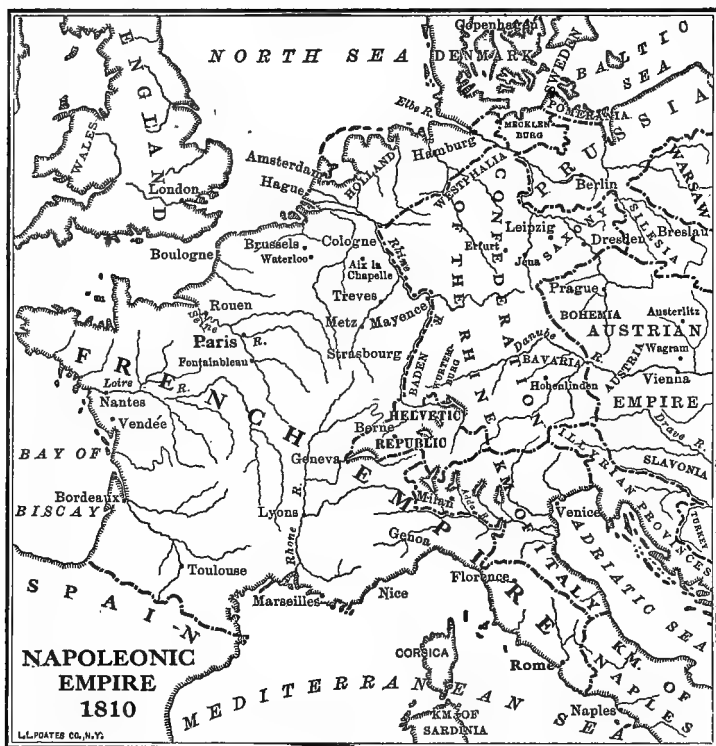 NORTH SEA
ENGLAND
WALES
London
Copenhagen
DENMARK
SWEDEN
BALTIC SEA
Elbe R.
POMERANIA
MECKLEN-
BURG
PRUSSIA
Hamburg
Amsterdam
Hague
HOLLAND
WESTPHALIA
Berlin
WARSAW
CONFEDERATION
OF THE RHINE
Leipzig
SAXONY
SILESIA
Erfurt
Jena
Dresden
Breslau
Boulogne
Brussels
Waterloo
Cologne
Aix la
Chapelle
Rhine R.
Treves
Prague
BOHEMIA
Austerlitz
AUSTRIAN
EMPIRE
Wagram
Rouen
Seine R.
Paris
Metz
Mayence
Fontainbleau
Strasbourg
BADEN
WURTEM-
BURG
Danube R.
BAVARIA
AUSTRIA
Vienna
Hohenlinden
FRENCH EMPIRE
Loire R.
Nantes
Vendée
HELVETIC
REPUBLIC
Berne
Geneva
Drave R.
SLAVONIA
ILLYRIAN PROVINCES
TURKEY
BAY OF
BISCAY
Bordeaux
Lyons
Rhone R.
Milan
Adige R.
KM. OF ITALY
Venice
ADRIATIC SEA
Genoa
Toulouse
Marseilles
Nice
Florence
SPAIN
CORSICA
Rome
KM. OF
NAPLES
Naples
KM. OF
SARDINIA
MEDITERRANEAN SEA
NAPOLEONIC
EMPIRE
1810
L.L.POATES CO., N.Y.